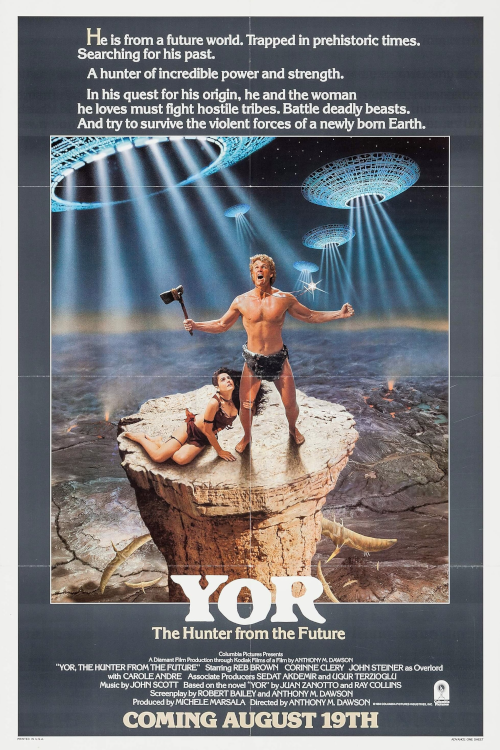 He is from a future world. Trapped in prehistoric times.
Searching for his past.
A hunter of incredible power and strength.
In his quest for his origin, he and the woman
he loves must fight hostile tribes. Battle deadly beasts.
And try to survive the violent forces of a newly born Earth.
YOR
The Hunter from the Future
Columbia Pictures Presents
A Diamant Film Production through Kodiak Films of a Film by ANTHONY M. DAWSON
"YOR, THE HUNTER FROM THE FUTURE" Starring REB BROWN CORINNE CLERY JOHN STEINER as Overlord
with CAROLE ANDRE Associate Producers SEDAT AKDEMIR and UGUR TERZIOGLU
Music by JOHN SCOTT Based on the novel "YOR" by JUAN ZANOTTO and RAY COLLINS
Screenplay by ROBERT BAILEY and ANTHONY M. DAWSON
Produced by MICHELE MARSALA Directed by ANTHONY M. DAWSON
COMING AUGUST 19TH